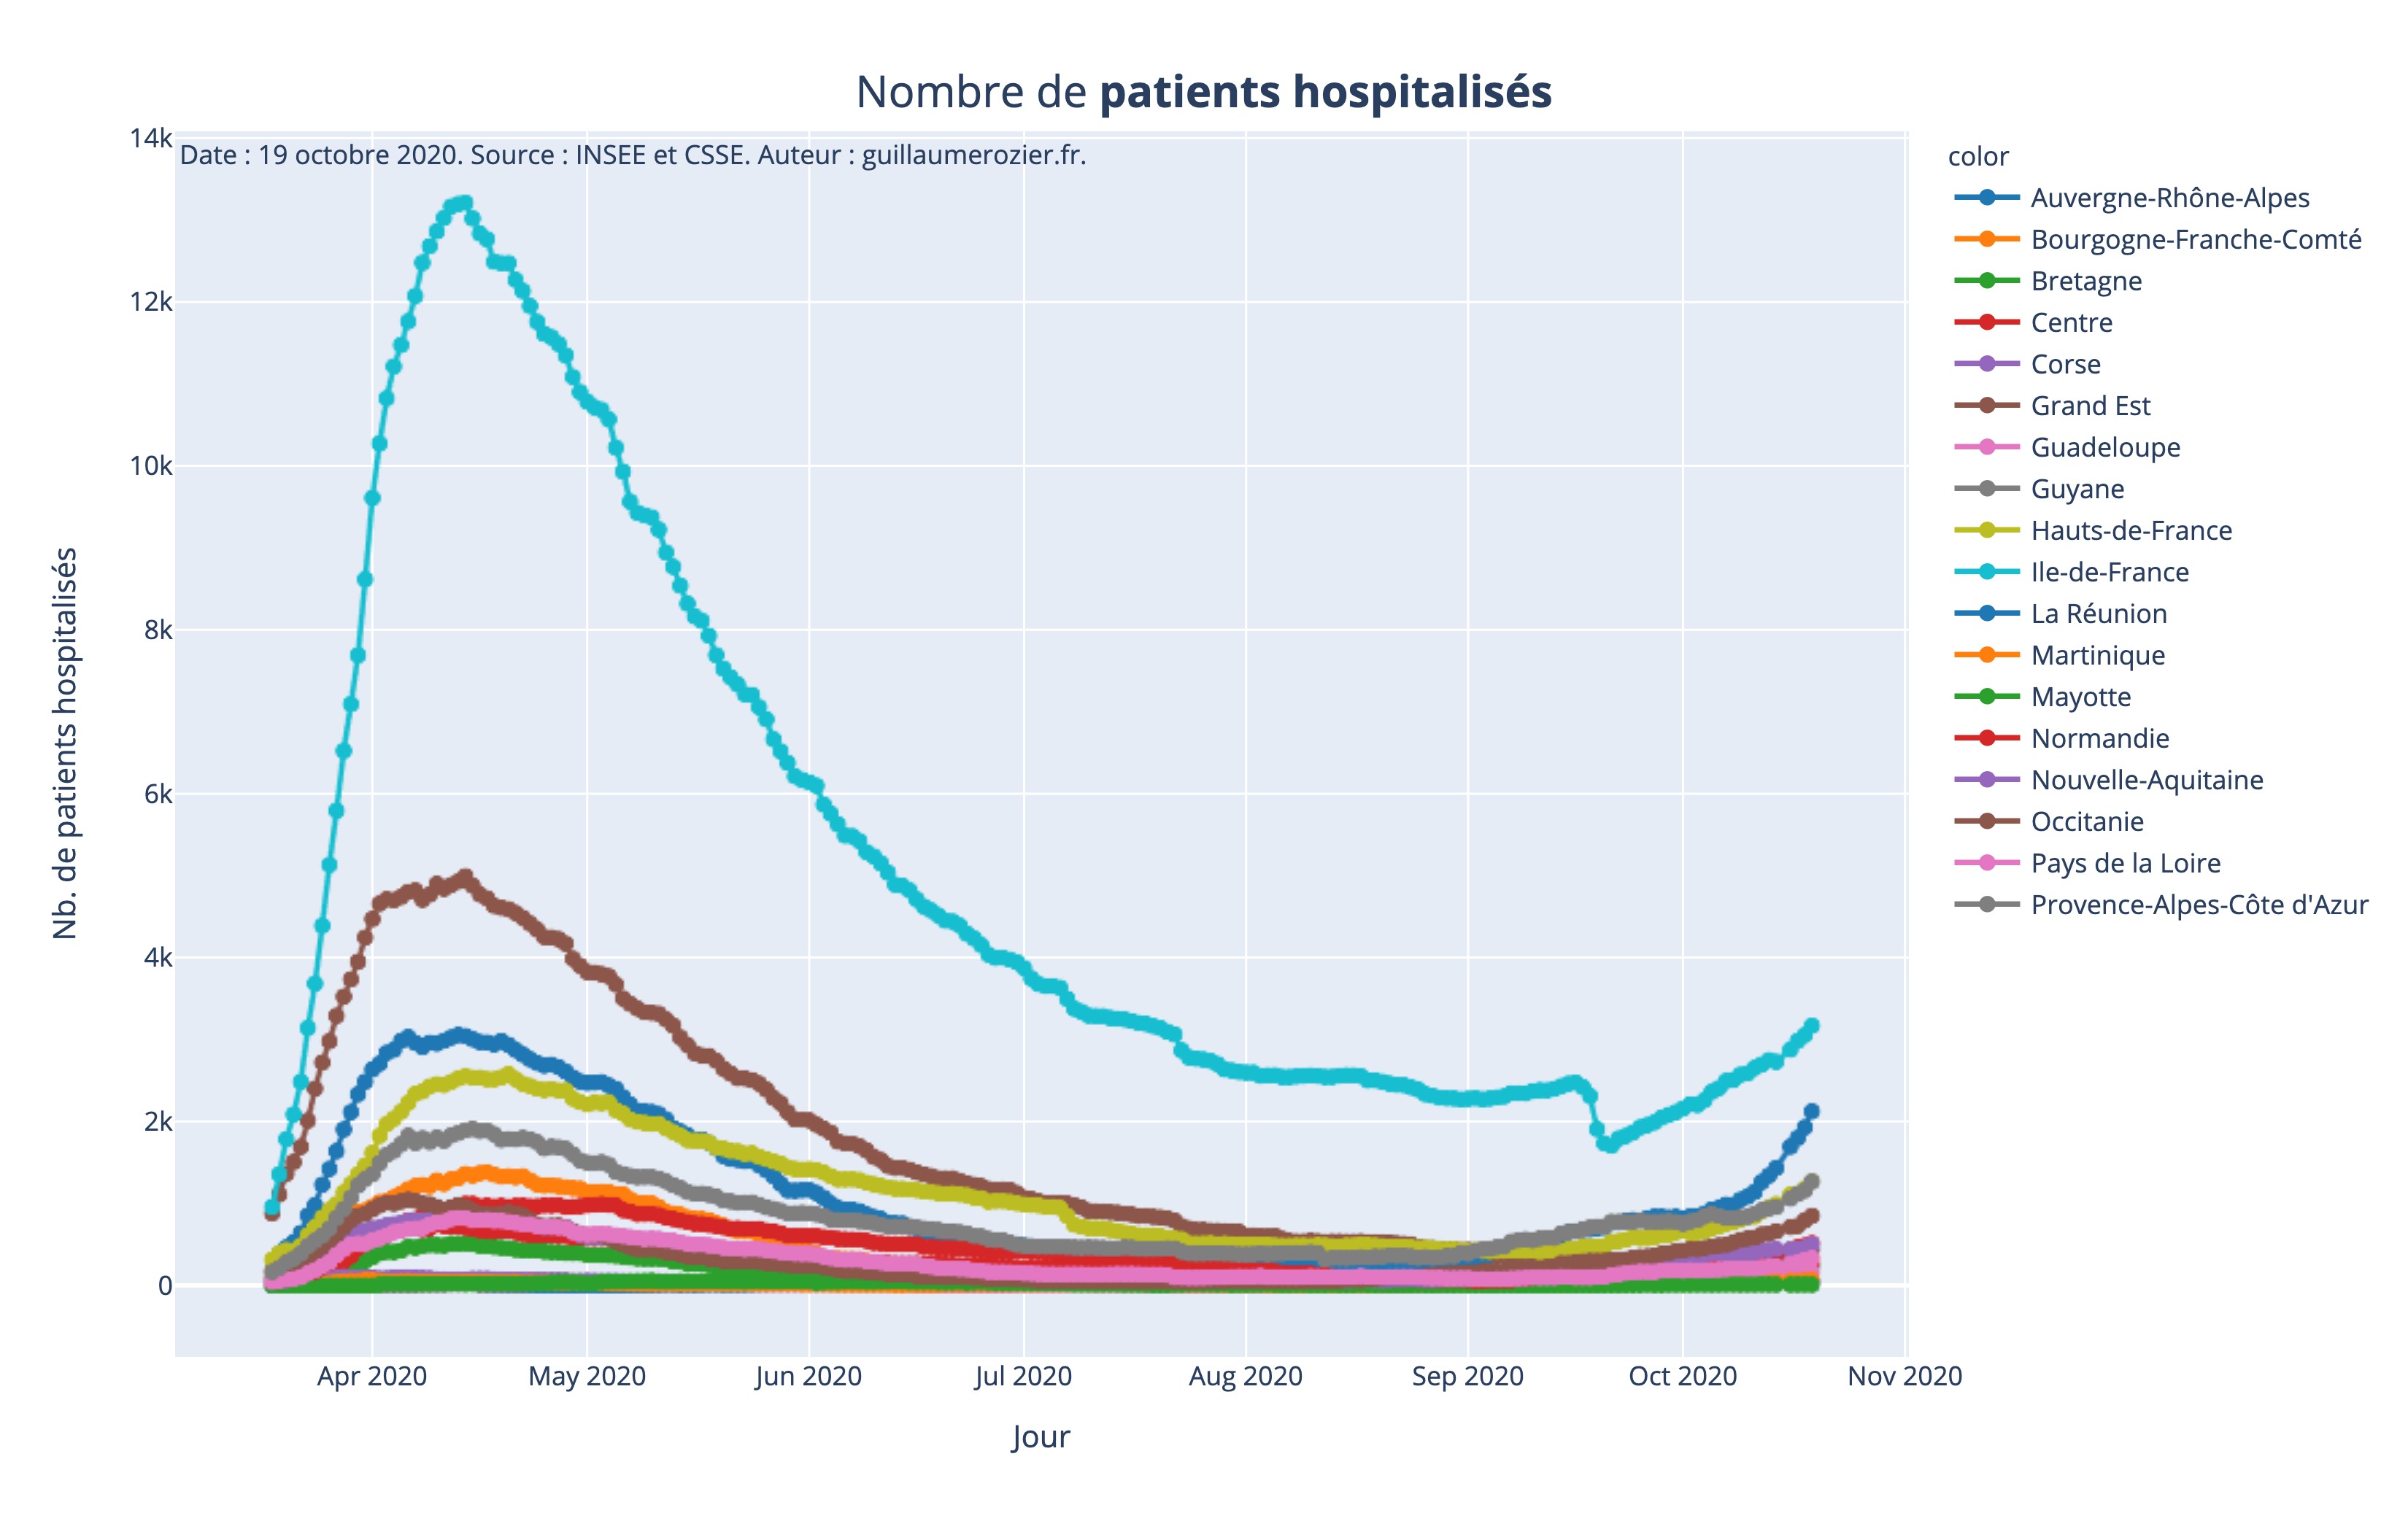 Nombre de patients hospitalisés
Date : 19 octobre 2020. Source : INSEE et CSSE. Auteur : guillaumerozier.fr.
14k
12k
10k
8k
6k
4k
2k
0
Nb. de patients hospitalisés
Apr 2020
May 2020
Jun 2020
Jul 2020
Aug 2020
Sep 2020
Oct 2020
Nov 2020
Jour
color
Auvergne-Rhône-Alpes
Bourgogne-Franche-Comté
Bretagne
Centre
Corse
Grand Est
Guadeloupe
Guyane
Hauts-de-France
Ile-de-France
La Réunion
Martinique
Mayotte
Normandie
Nouvelle-Aquitaine
Occitanie
Pays de la Loire
Provence-Alpes-Côte d'Azur